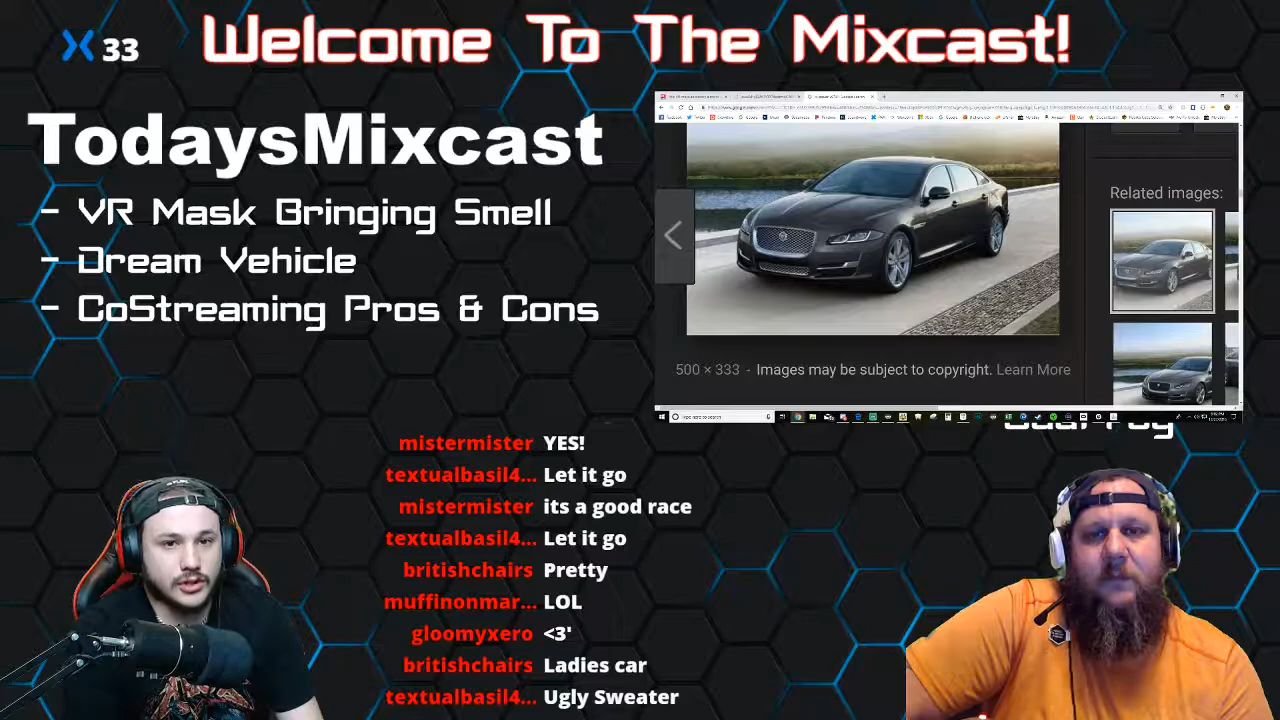 33
Welcome To The Mixcast!
TodaysMixcast
- VR Mask Bringing Smell
- Dream Vehicle
- CoStreaming Pros & Cons
Related images:
500 × 333 - Images may be subject to copyright. Learn More
mistermister YES!
textualbasil4... Let it go
mistermister its a good race
textualbasil4... Let it go
britishchairs Pretty
muffinonmar... LOL
gloomyxero <3'
britishchairs Ladies car
textualbasil4... Ugly Sweater